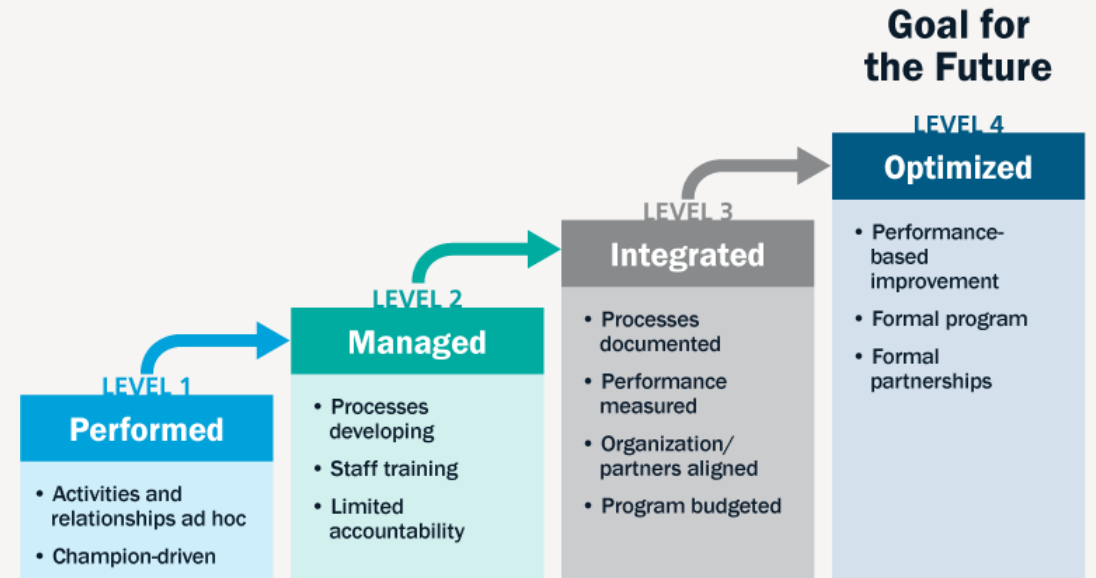 Goal for
the Future
LEVEL 1
Performed
• Activities and
relationships ad hoc
• Champion-driven
LEVEL 2
Managed
• Processes
developing
• Staff training
• Limited
accountability
LEVEL 3
Integrated
• Processes
documented
• Performance
measured
• Organization/
partners aligned
• Program budgeted
LEVEL 4
Optimized
• Performance-
based
improvement
• Formal program
• Formal
partnerships